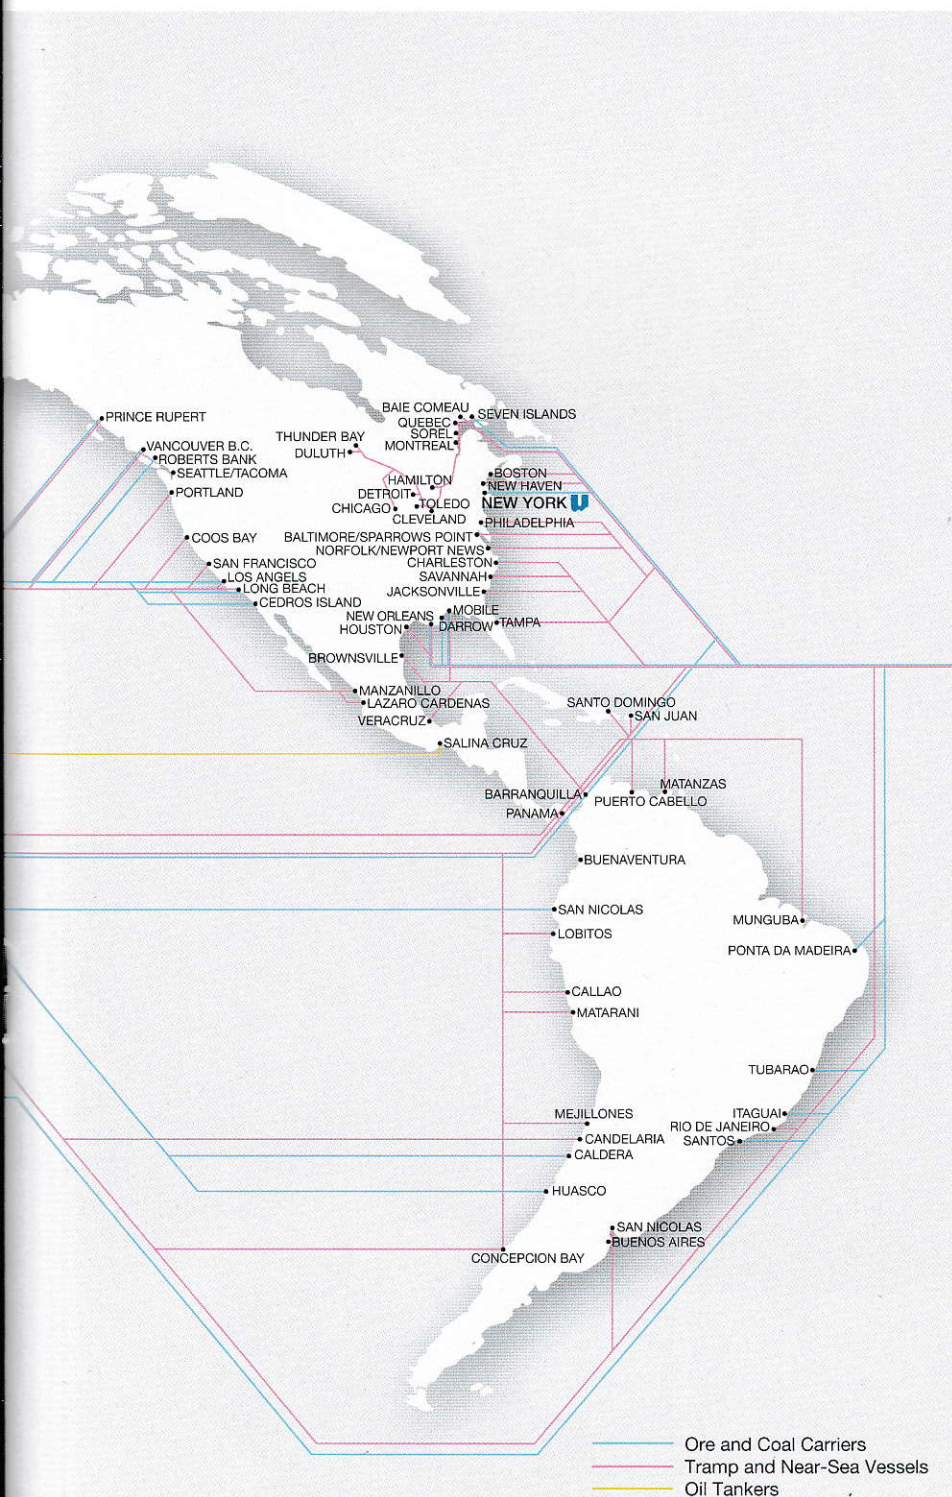 BAIE COMEAU
SEVEN ISLANDS
PRINCE RUPERT
QUEBEC
SOREL
MONTREAL
THUNDER BAY
DULUTH
VANCOUVER B.C.
ROBERTS BANK
SEATTLE/TACOMA
BOSTON
HAMILTON
NEW HAVEN
PORTLAND
DETROIT
TOLEDO
NEW YORK
CHICAGO
CLEVELAND
PHILADELPHIA
COOS BAY
BALTIMORE/SPARROWS POINT
NORFOLK/NEWPORT NEWS
SAN FRANCISCO
CHARLESTON
LOS ANGELS
SAVANNAH
LONG BEACH
JACKSONVILLE
CEDROS ISLAND
MOBILE
NEW ORLEANS
DARROW
TAMPA
HOUSTON
BROWNSVILLE
MANZANILLO
LAZARO CARDENAS
SANTO DOMINGO
SAN JUAN
VERACRUZ
SALINA CRUZ
MATANZAS
BARRANQUILLA
PUERTO CABELLO
PANAMA
BUENAVENTURA
SAN NICOLAS
MUNGUBA
LOBITOS
PONTA DA MADEIRA
CALLAO
MATARANI
TUBARAO
MEJILLONES
ITAGUAI
RIO DE JANEIRO
CANDELARIA
SANTOS
CALDERA
HUASCO
SAN NICOLAS
BUENOS AIRES
CONCEPCION BAY
Ore and Coal Carriers
Tramp and Near-Sea Vessels
Oil Tankers